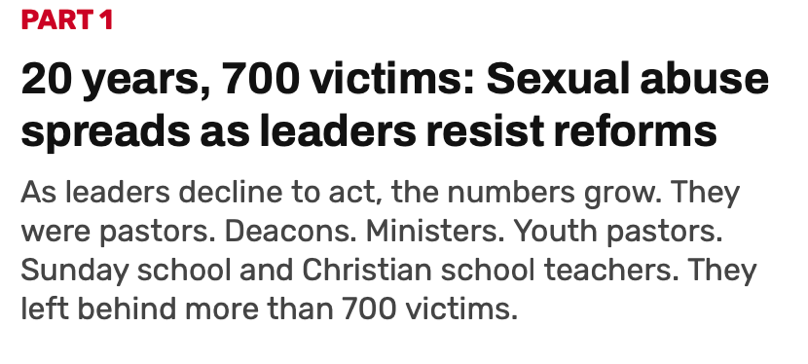 PART 1
20 years, 700 victims: Sexual abuse
spreads as leaders resist reforms
As leaders decline to act, the numbers grow. They
were pastors. Deacons. Ministers. Youth pastors.
Sunday school and Christian school teachers. They
left behind more than 700 victims.